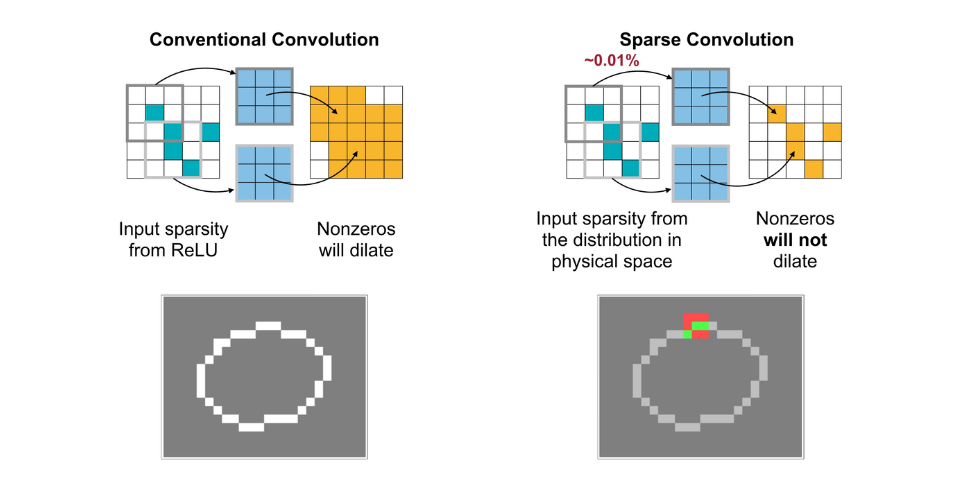 Conventional Convolution
Input sparsity
from ReLU
Nonzeros
will dilate
Sparse Convolution
~0.01%
Input sparsity from
the distribution in
physical space
Nonzeros
will not
dilate